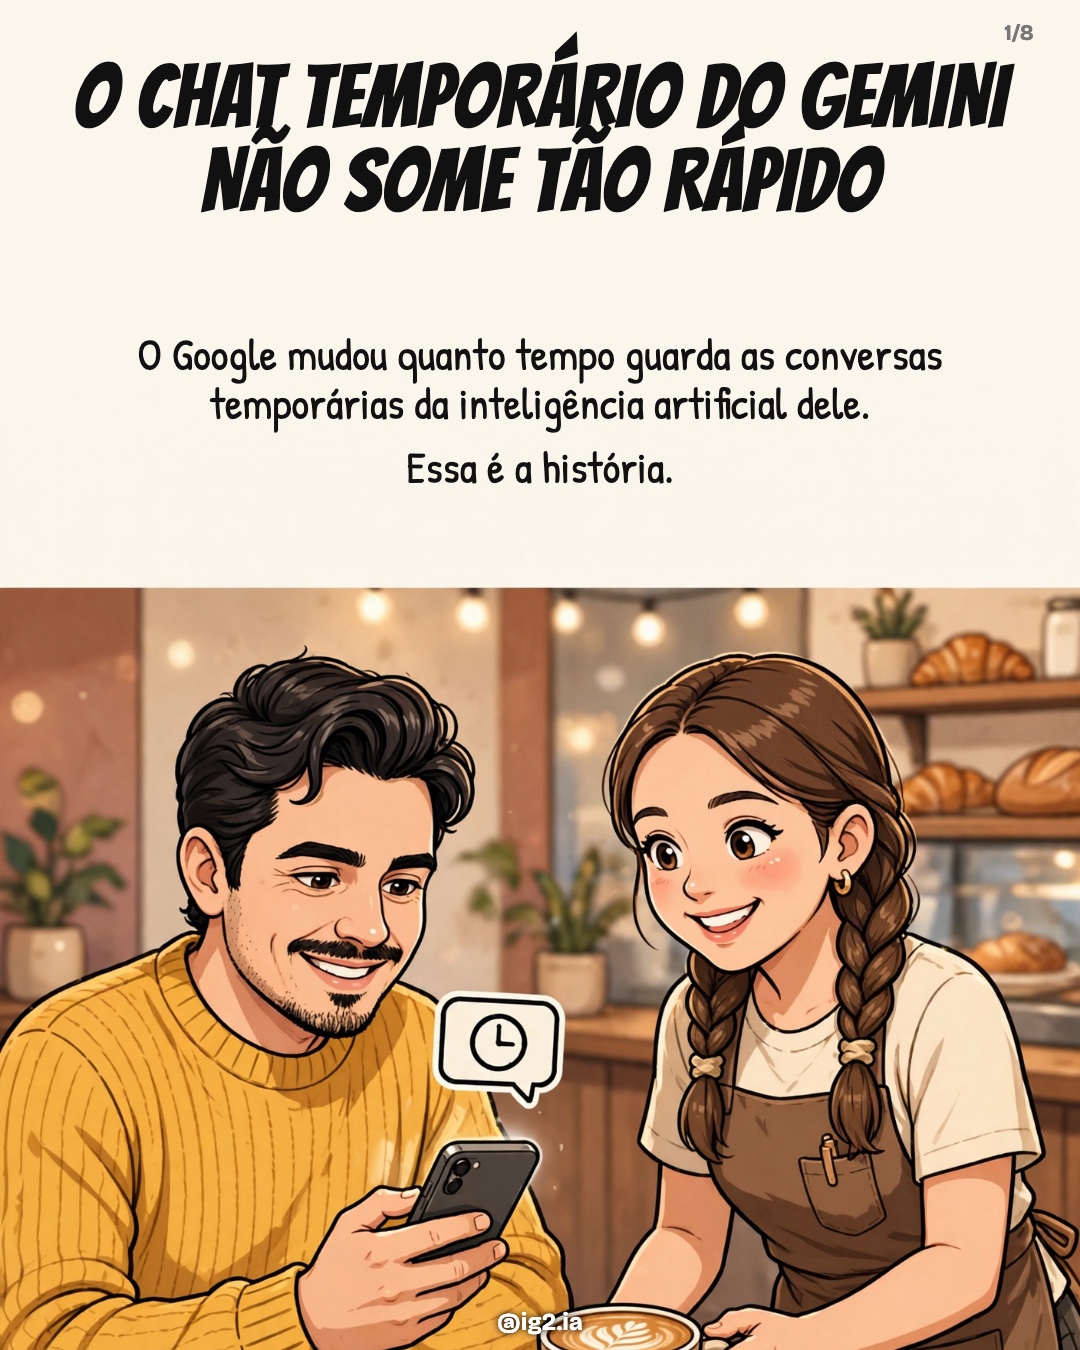 1/8
O CHAT TEMPORÁRIO DO GEMINI
NÃO SOME TÃO RÁPIDO
O Google mudou quanto tempo guarda as conversas
temporárias da inteligência artificial dele.
Essa é a história.
@ig2.ia